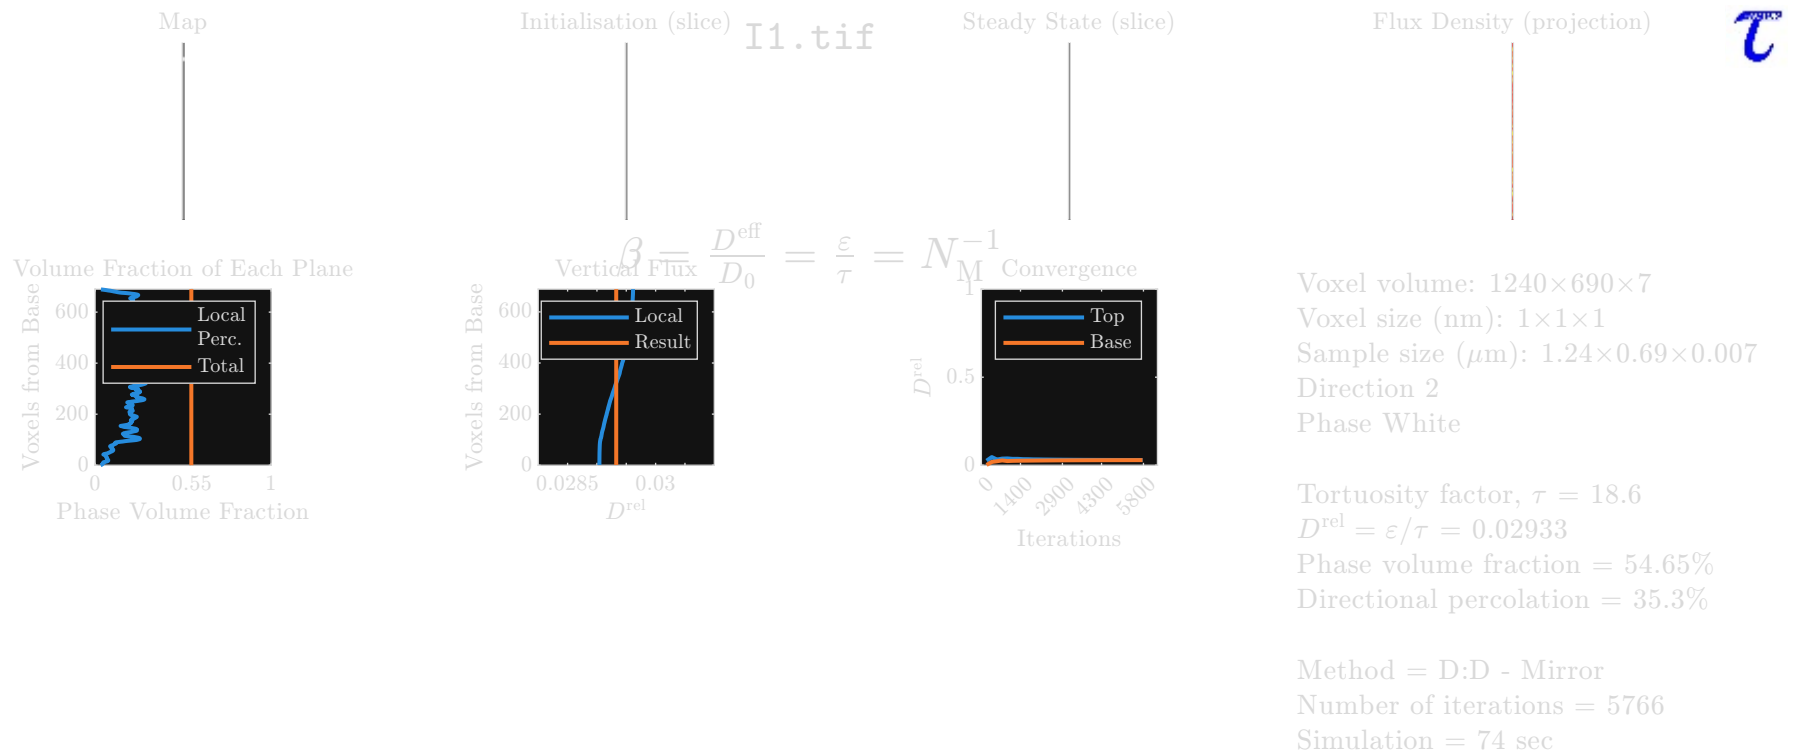 I1.tif
Map
Initialisation (slice)
Steady State (slice)
Flux Density (projection)
τ
β = D^eff / D_0 = ε / τ = N_M^−1
Volume Fraction of Each Plane
Voxels from Base
600
400
200
0
Local
Perc.
Total
0 0.55 1
Phase Volume Fraction
Vertical Flux
Voxels from Base
600
400
200
0
Local
Result
0.0285 0.03
D^rel
Convergence
D^rel
1
0.5
0
Top
Base
0 1400 2900 4300 5800
Iterations
Voxel volume: 1240×690×7
Voxel size (nm): 1×1×1
Sample size (μm): 1.24×0.69×0.007
Direction 2
Phase White
Tortuosity factor, τ = 18.6
D^rel = ε/τ = 0.02933
Phase volume fraction = 54.65%
Directional percolation = 35.3%
Method = D:D - Mirror
Number of iterations = 5766
Simulation = 74 sec